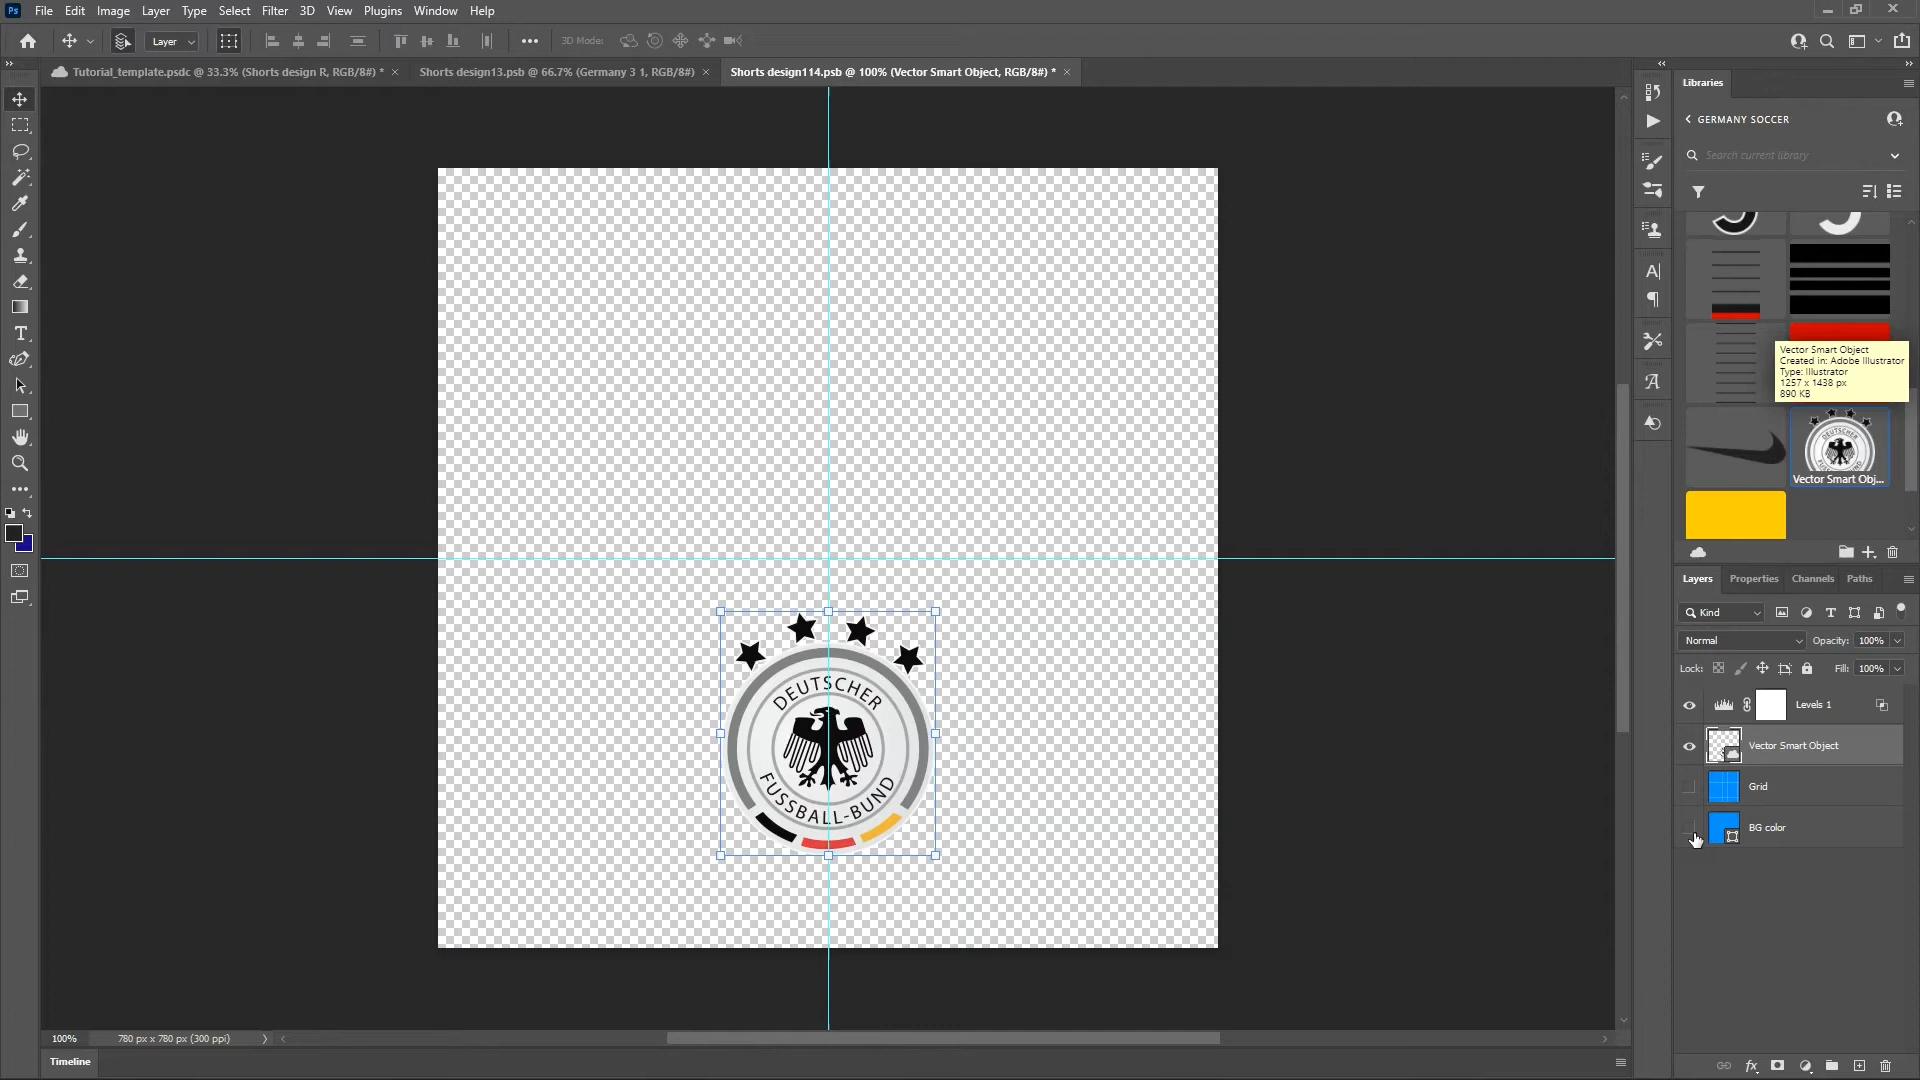 Ps File Edit Image Layer Type Select Filter 3D View Plugins Window Help
Layer
3D Mode:
Tutorial_template.psdc @ 33.3% (Shorts design R, RGB/8#) *
Shorts design13.psb @ 66.7% (Germany 3 1, RGB/8#)
Shorts design114.psb @ 100% (Vector Smart Object, RGB/8#) *
Libraries
GERMANY SOCCER
Search current library
Vector Smart Object
Created in: Adobe Illustrator
Type: Illustrator
1257 x 1438 px
890 KB
DEUTSCHER
Vector Smart Obj...
DEUTSCHER
FUSSBALL-BUND
Layers Properties Channels Paths
Kind
Normal Opacity: 100%
Lock: Fill: 100%
Levels 1
Vector Smart Object
Grid
BG color
fx
100% 780 px x 780 px (300 ppi)
Timeline